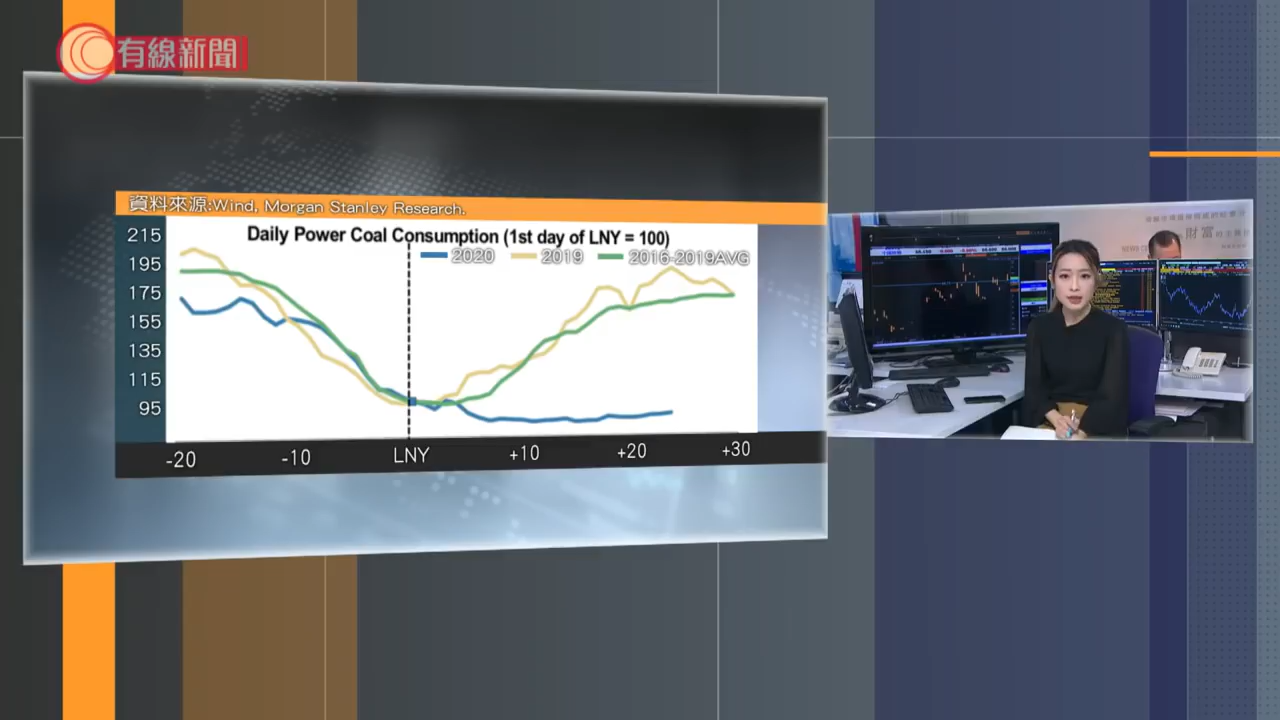 有線新聞
資料來源:Wind, Morgan Stanley Research,
Daily Power Coal Consumption (1st day of LNY = 100)
2020 2019 2016-2019AVG
215
195
175
155
135
115
95
-20 -10 LNY +10 +20 +30
財富